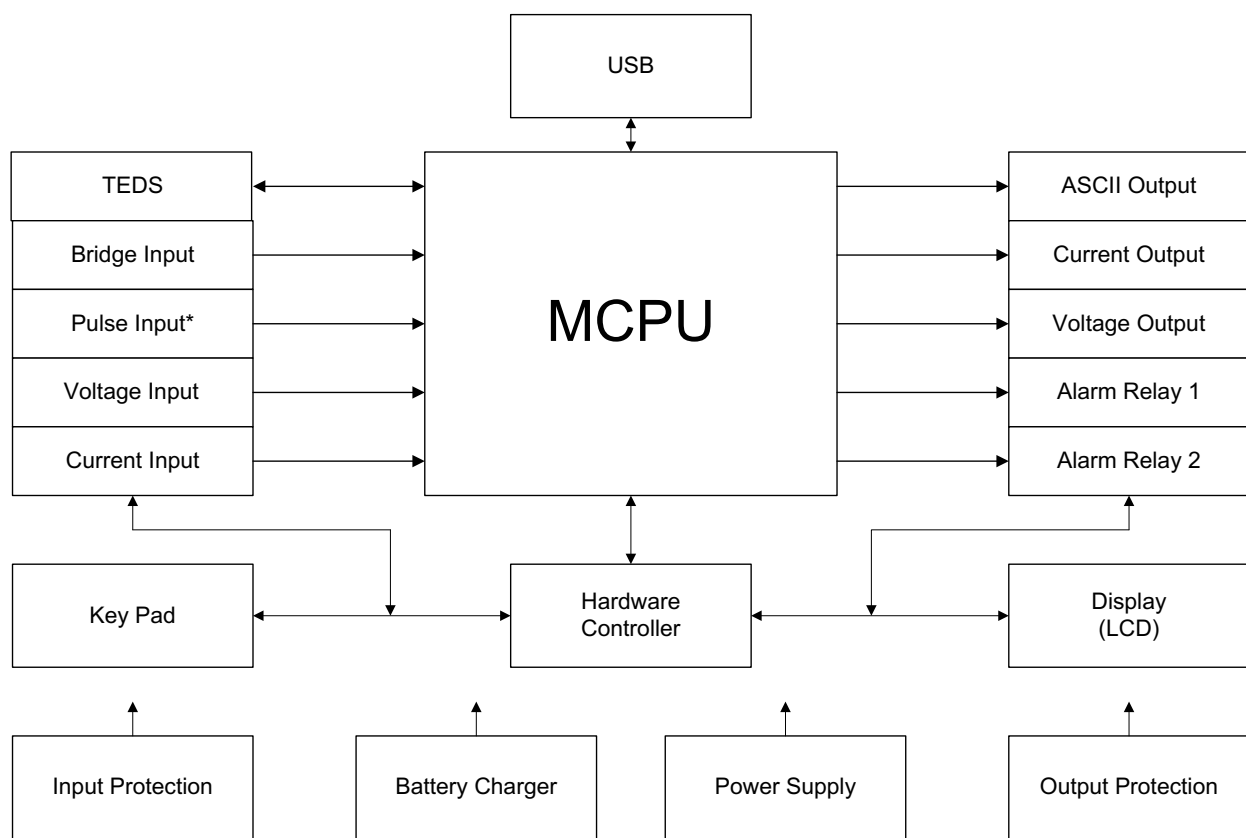 USB
TEDS
Bridge Input
Pulse Input*
Voltage Input
Current Input
MCPU
ASCII Output
Current Output
Voltage Output
Alarm Relay 1
Alarm Relay 2
Key Pad
Hardware
Controller
Display
(LCD)
Input Protection
Battery Charger
Power Supply
Output Protection